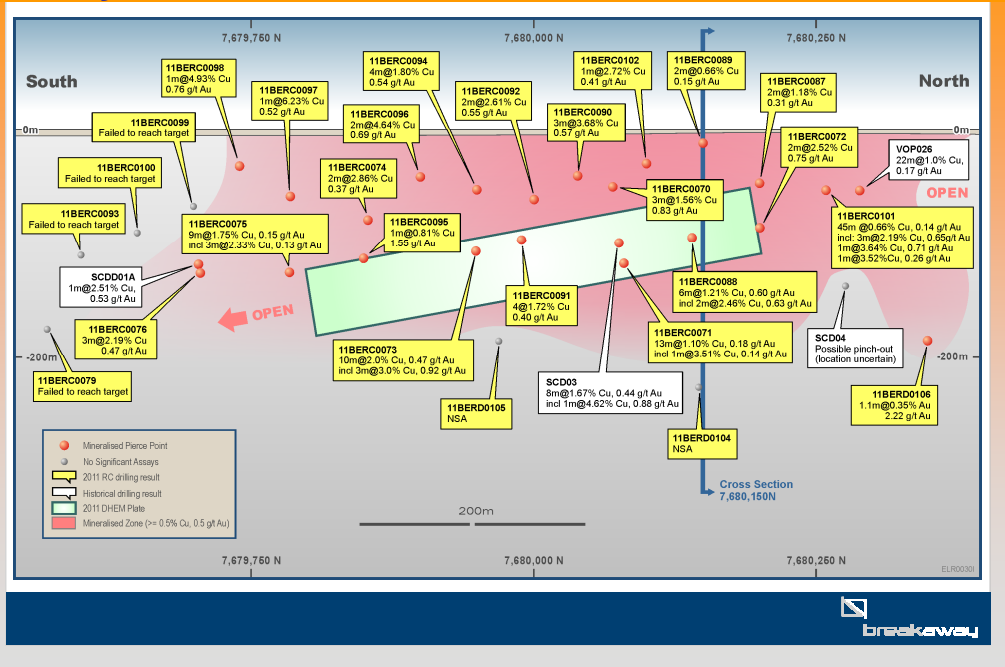 7,679,750 N
7,680,000 N
7,680,250 N
South
North
0m
0m
11BERC0098
1m@4.93% Cu
0.76 g/t Au
11BERC0097
1m@6.23% Cu
0.52 g/t Au
11BERC0094
4m@1.80% Cu
0.54 g/t Au
11BERC0096
2m@4.64% Cu
0.69 g/t Au
11BERC0092
2m@2.61% Cu
0.55 g/t Au
11BERC0102
1m@2.72% Cu
0.41 g/t Au
11BERC0090
3m@3.68% Cu
0.57 g/t Au
11BERC0089
2m@0.66% Cu
0.15 g/t Au
11BERC0087
2m@1.18% Cu
0.31 g/t Au
11BERC0072
2m@2.52% Cu
0.75 g/t Au
VOP026
22m@1.0% Cu,
0.17 g/t Au
OPEN
11BERC0099
Failed to reach target
11BERC0100
Failed to reach target
11BERC0093
Failed to reach target
11BERC0074
2m@2.86% Cu
0.37 g/t Au
11BERC0070
3m@1.56% Cu
0.83 g/t Au
11BERC0075
9m@1.75% Cu, 0.15 g/t Au
incl 3m@2.33% Cu, 0.13 g/t Au
11BERC0095
1m@0.81% Cu
1.55 g/t Au
11BERC0101
45m @0.66% Cu, 0.14 g/t Au
incl: 3m@2.19% Cu, 0.65g/t Au
1m@3.64% Cu, 0.71 g/t Au
1m@3.52%Cu, 0.26 g/t Au
SCDD01A
1m@2.51% Cu,
0.53 g/t Au
11BERC0076
3m@2.19% Cu
0.47 g/t Au
OPEN
11BERC0091
4@1.72% Cu
0.40 g/t Au
11BERC0088
6m@1.21% Cu, 0.60 g/t Au
incl 2m@2.46% Cu, 0.63 g/t Au
11BERC0071
13m@1.10% Cu, 0.18 g/t Au
incl 1m@3.51% Cu, 0.14 g/t Au
SCD04
Possible pinch-out
(location uncertain)
-200m
-200m
11BERC0079
Failed to reach target
11BERC0073
10m@2.0% Cu, 0.47 g/t Au
incl 3m@3.0% Cu, 0.92 g/t Au
SCD03
8m@1.67% Cu, 0.44 g/t Au
incl 1m@4.62% Cu, 0.88 g/t Au
11BERD0105
NSA
11BERD0106
1.1m@0.35% Au
2.22 g/t Au
11BERD0104
NSA
Mineralised Pierce Point
No Significant Assays
2011 RC drilling result
Historical drilling result
2011 DHEM Plate
Mineralised Zone (>= 0.5% Cu, 0.5 g/t Au)
Cross Section
7,680,150N
200m
7,679,750 N
7,680,000 N
7,680,250 N
ELR0030I
breakaway